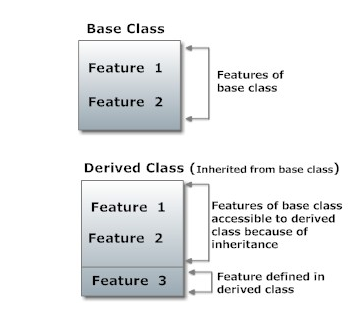 Base Class
Feature 1
Feature 2
Features of
base class
Derived Class (Inherited from base class)
Feature 1
Feature 2
Features of base class
accessible to derived
class because of
inheritance
Feature 3
Feature defined in
derived class